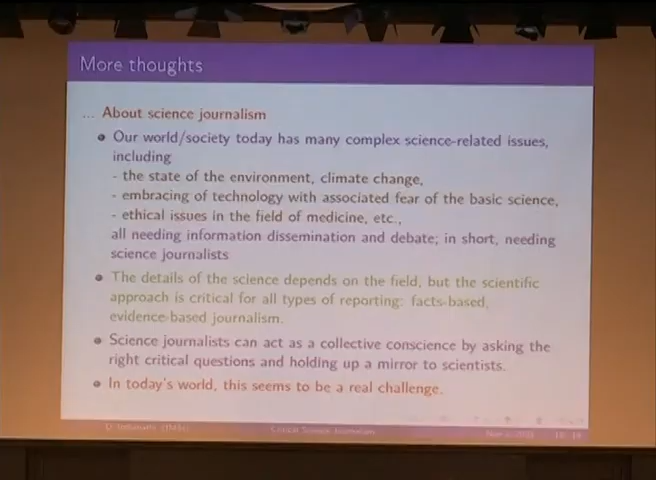 More thoughts
... About science journalism
Our world/society today has many complex science-related issues,
including
- the state of the environment, climate change,
- embracing of technology with associated fear of the basic science,
- ethical issues in the field of medicine, etc.,
all needing information dissemination and debate; in short, needing
science journalists
The details of the science depends on the field, but the scientific
approach is critical for all types of reporting: facts-based,
evidence-based journalism.
Science journalists can act as a collective conscience by asking the
right critical questions and holding up a mirror to scientists.
In today's world, this seems to be a real challenge.
Critical Science Journalism